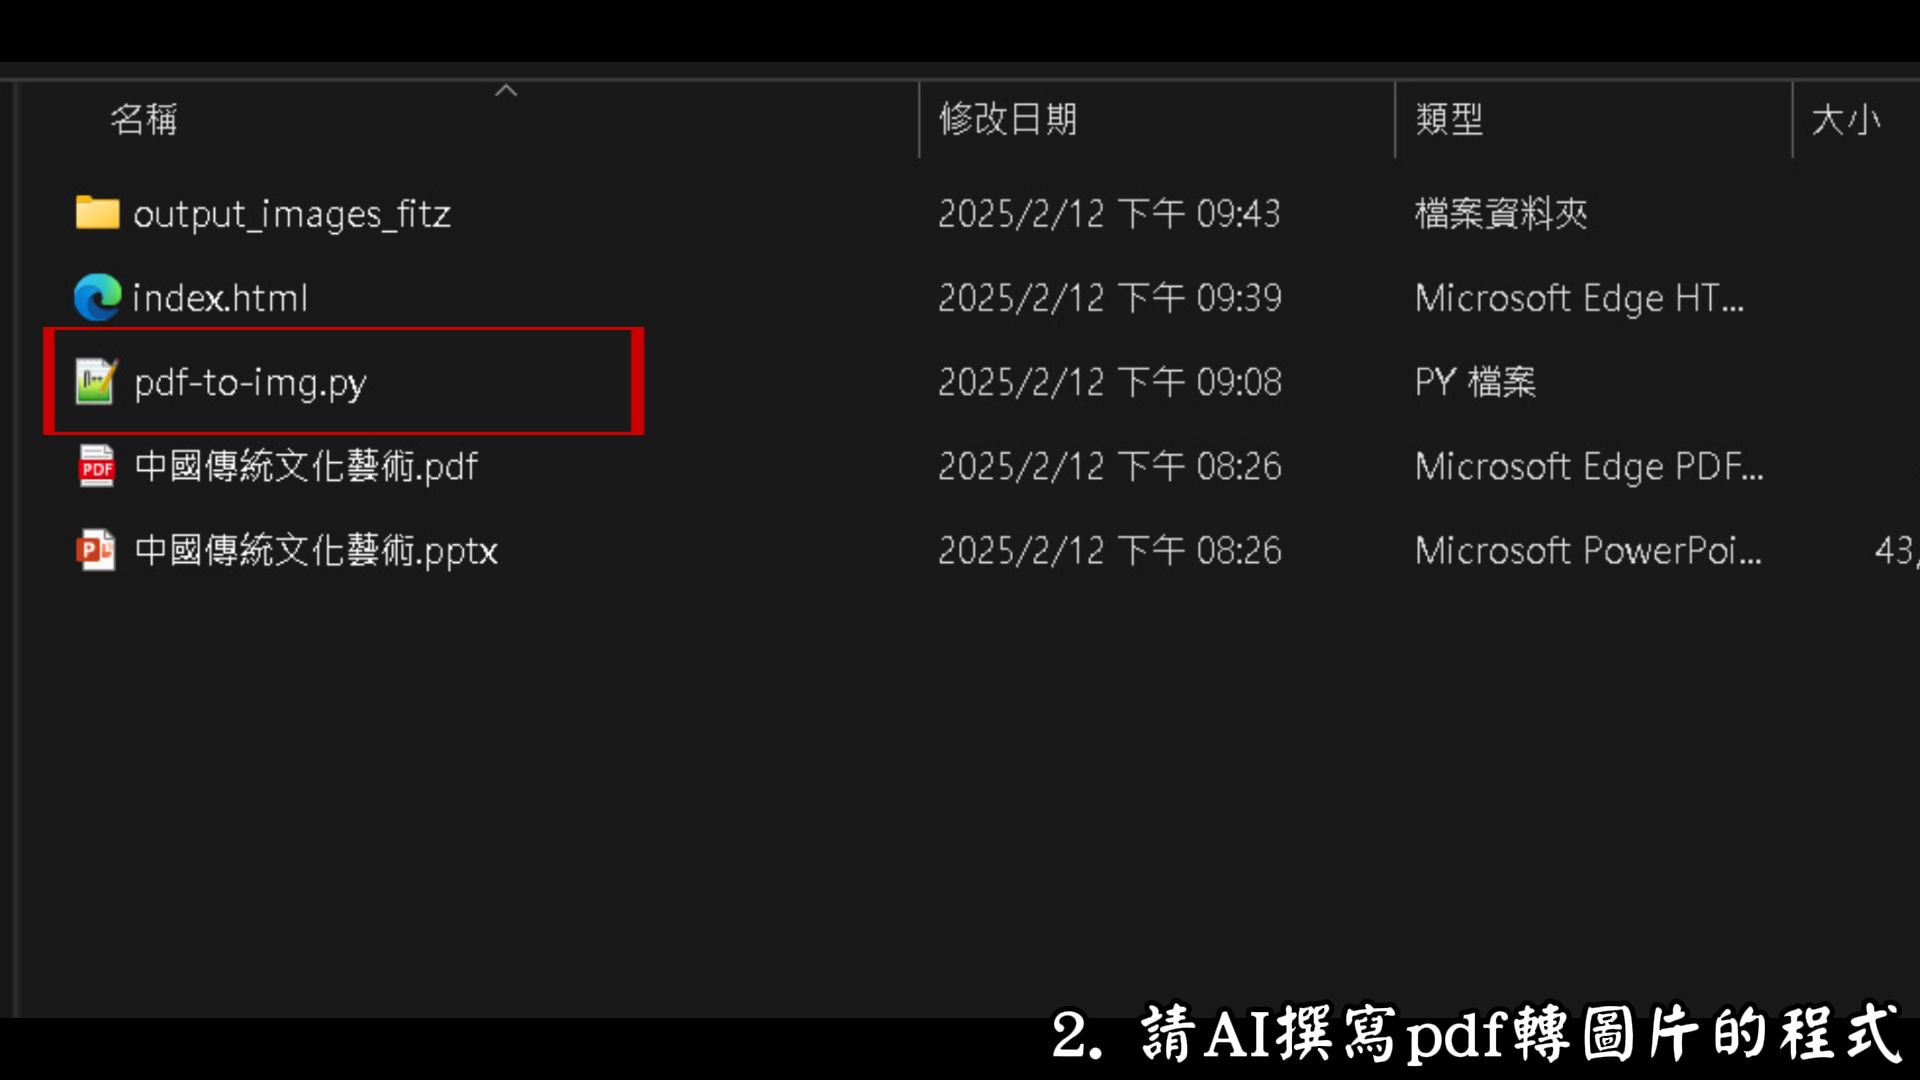 名稱 修改日期 類型 大小
output_images_fitz 2025/2/12 下午 09:43 檔案資料夾
index.html 2025/2/12 下午 09:39 Microsoft Edge HT...
pdf-to-img.py 2025/2/12 下午 09:08 PY 檔案
中國傳統文化藝術.pdf 2025/2/12 下午 08:26 Microsoft Edge PDF...
中國傳統文化藝術.pptx 2025/2/12 下午 08:26 Microsoft PowerPoi... 43,
2. 請AI撰寫pdf轉圖片的程式